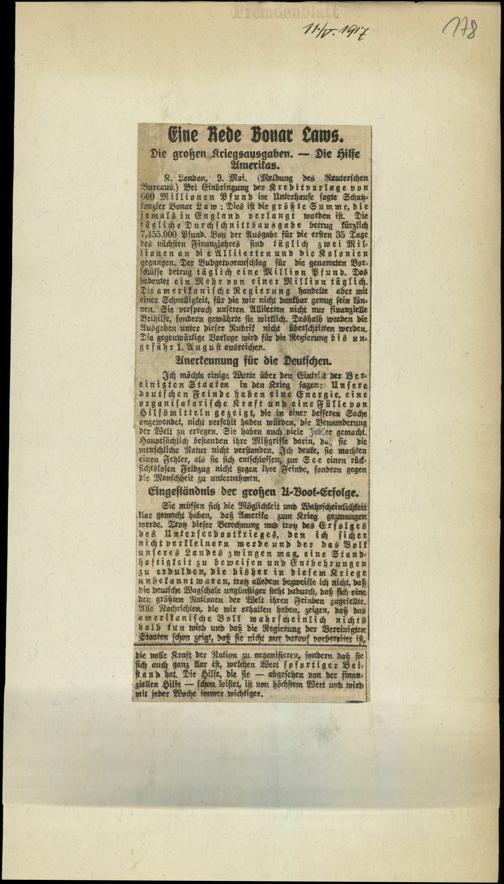 Fremdenblatt
11./V. 1917
178
Eine Rede Bonar Laws.
Die großen Kriegsausgaben. — Die Hilfe
Amerikas.
K. London, 9. Mai. (Meldung des Reuterschen
Bureaus.) Bei Einbringung der Kreditvorlage von
600 Millionen Pfund im Unterhause sagte Schatz-
kanzler Bonar Law: Dies ist die größte Summe, die
jemals in England verlangt worden ist. Die
tägliche Durchschnittsausgabe betrug kürzlich
7,455.000 Pfund. Von der Ausgabe für die ersten 35 Tage
des nächsten Finanzjahres sind täglich zwei Mil-
lionen an die Alliierten und die Kolonien
gegangen. Der Budgetvoranschlag für die genannten Vor-
schüsse betrug täglich eine Million Pfund. Das
bedeutet ein Mehr von einer Million täglich.
Die amerikanische Regierung handelte aber mit
einer Schnelligkeit, für die wir nicht dankbar genug sein kön-
nen. Sie versprach unseren Alliierten nicht nur finanzielle
Beihilfe, sondern gewährte sie wirklich. Deshalb werden die
Ausgaben unter dieser Rubrik nicht überschritten werden.
Die gegenwärtige Vorlage wird für die Regierung bis un-
gefähr 1. August ausreichen.
Anerkennung für die Deutschen.
Ich möchte einige Worte über den Eintritt der Ver-
einigten Staaten in den Krieg sagen: Unsere
deutschen Feinde haben eine Energie, eine
organisatorische Kraft und eine Fülle von
Hilfsmitteln gezeigt, die in einer besseren Sache
angewendet, nicht verfehlt haben würden, die Bewunderung
der Welt zu erregen. Sie haben auch viele Fehler gemacht.
Hauptsächlich bestanden ihre Mißgriffe darin, daß sie die
menschliche Natur nicht verstanden. Ich denke, sie machten
einen Fehler, als sie sich entschlossen, zur See einen rück-
sichtslosen Feldzug nicht gegen ihre Feinde, sondern gegen
die Menschheit zu unternehmen.
Eingeständnis der großen U-Boot-Erfolge.
Sie müssen sich die Möglichkeit und Wahrscheinlichkeit
klar gemacht haben, daß Amerika zum Krieg gezwungen
werde. Trotz dieser Berechnung und trotz des Erfolges
des Unterseebootkrieges, den ich sicher
nicht verkleinern werde und der das Volk
unseres Landes zwingen mag, eine Stand-
haftigkeit zu beweisen und Entbehrungen
zu erdulden, die bisher in diesem Kriege
unbekannt waren, trotz alledem bezweifle ich nicht, daß
die deutsche Wagschale ungünstiger steht dadurch, daß sich eine
der größten Nationen der Welt ihren Feinden zugesellte.
Alle Nachrichten, die wir erhalten haben, zeigen, daß das
amerikanische Volk wahrscheinlich nichts
halb tun wird und daß die Regierung der Vereinigten
Staaten schon zeigt, daß sie nicht nur darauf vorbereitet ist,
die volle Kraft der Nation zu organisieren, sondern daß sie
sich auch ganz klar ist, welchen Wert sofortiger Bei-
stand hat. Die Hilfe, die sie — abgesehen von der finan-
ziellen Hilfe — schon leistet, ist von höchstem Wert und wird
mit jeder Woche immer wichtiger.